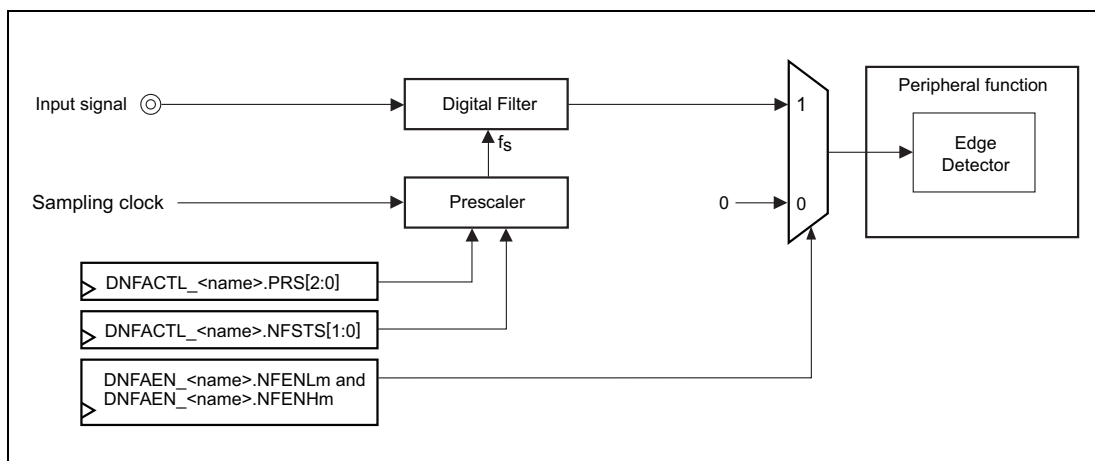 Input signal
Digital Filter
1
Peripheral function
Edge
Detector
fs
Sampling clock
Prescaler
0
0
DNFACTL_<name>.PRS[2:0]
DNFACTL_<name>.NFSTS[1:0]
DNFAEN_<name>.NFENLm and
DNFAEN_<name>.NFENHm